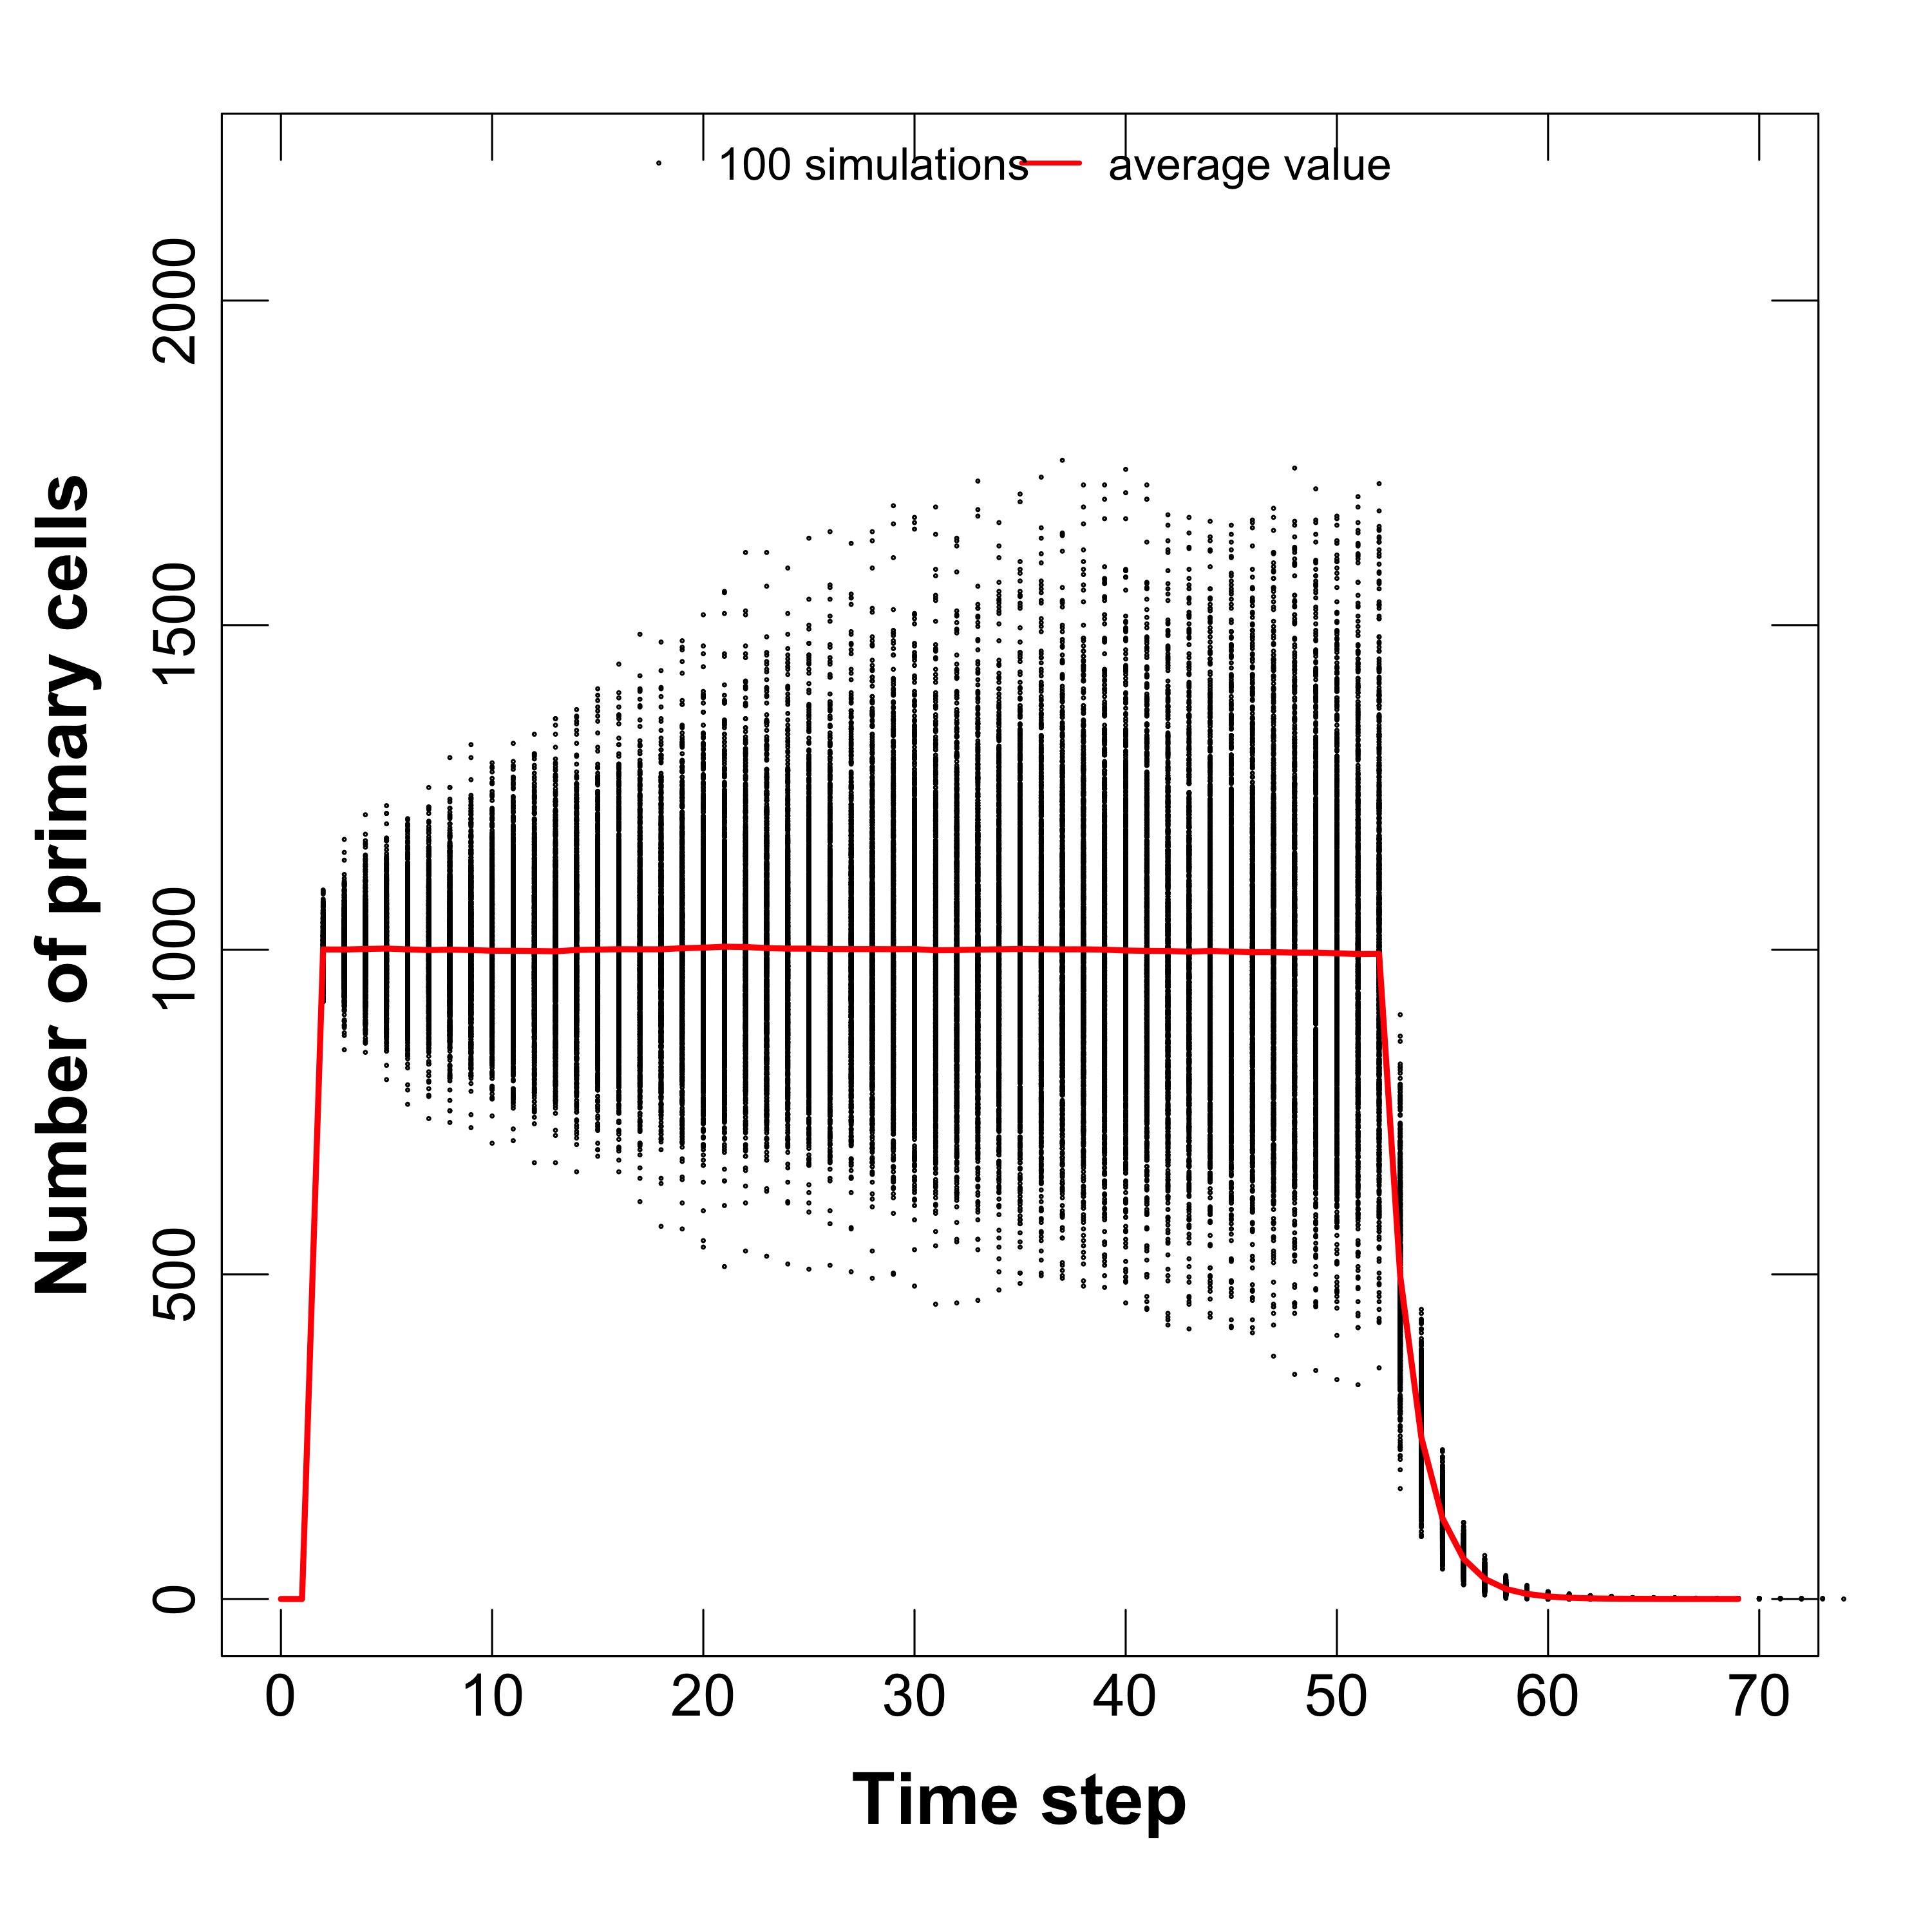 100 simulations average value
Number of primary cells
2000
1500
1000
500
0
0 10 20 30 40 50 60 70
Time step